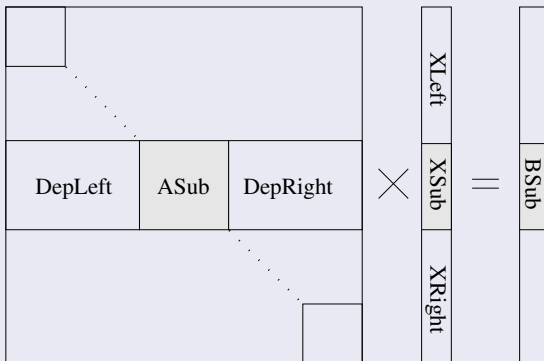 DepLeft ASub DepRight
XLeft
XSub
XRight
BSub